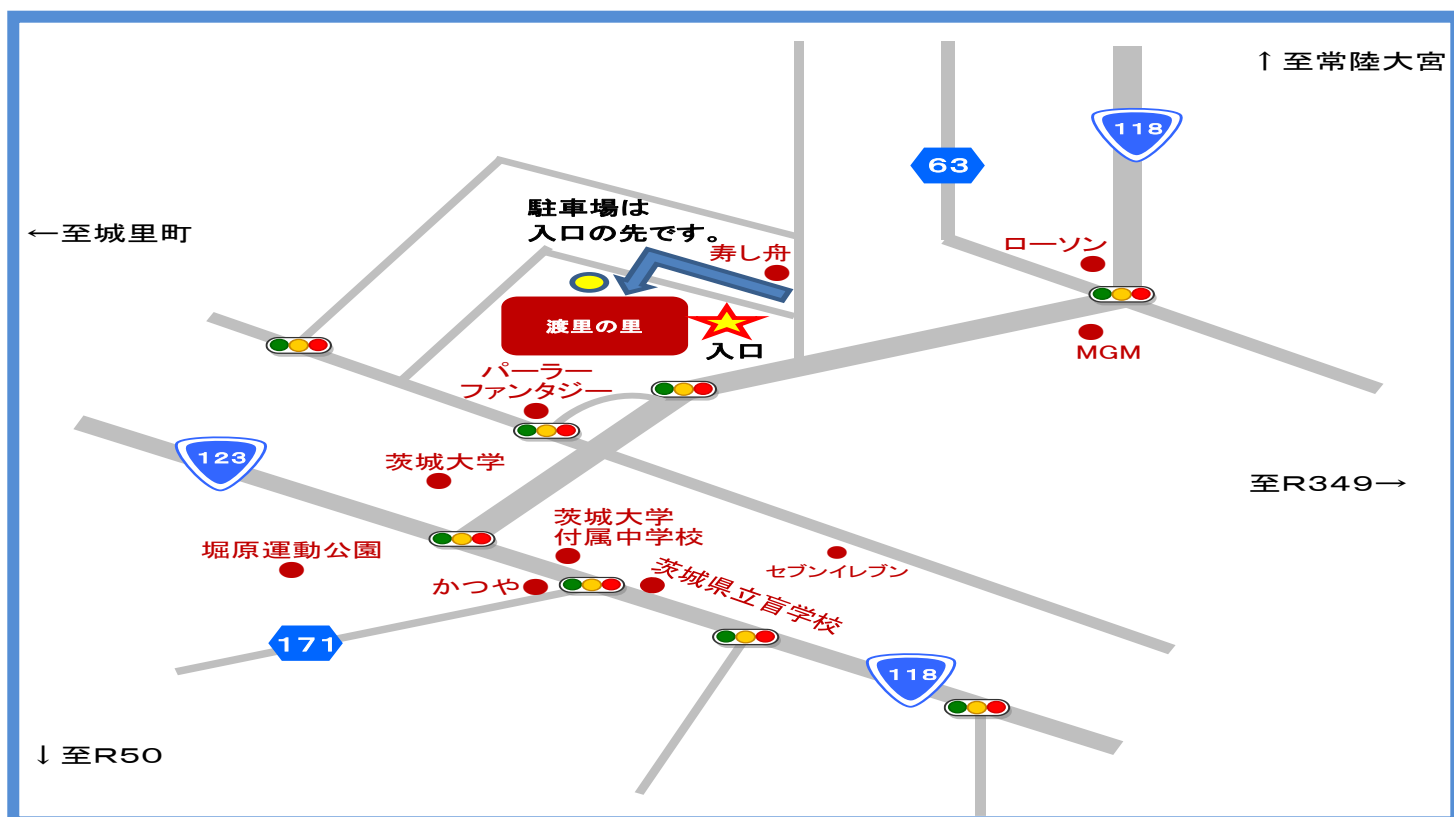 ↑至常陸大宮
118
63
駐車場は
入口の先です。
←至城里町
ローソン
寿し舟
渡里の里
入口
MGM
パーラー
ファンタジー
123
茨城大学
至R349→
茨城大学
付属中学校
堀原運動公園
かつや
茨城県立盲学校
セブンイレブン
171
118
↓至R50